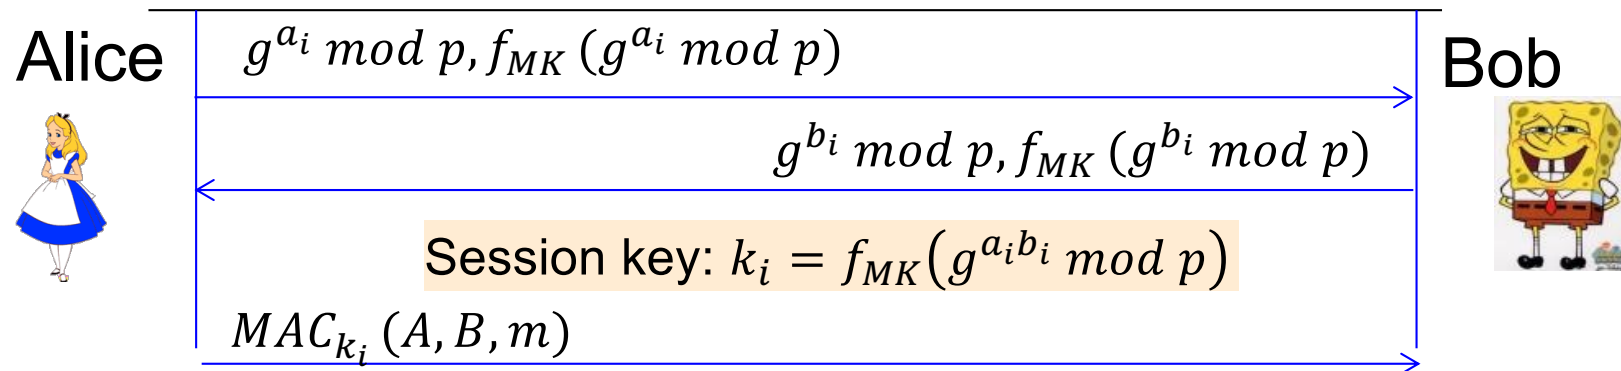 Alice
Bob
g^{a_i} mod p, f_{MK} (g^{a_i} mod p)
g^{b_i} mod p, f_{MK} (g^{b_i} mod p)
Session key: k_i = f_{MK}(g^{a_i b_i} mod p)
MAC_{k_i} (A, B, m)